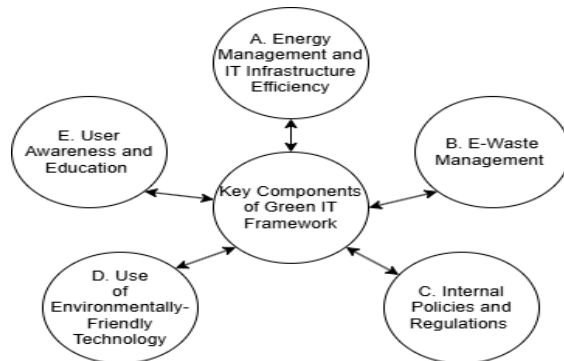 A. Energy
Management and
IT Infrastructure
Efficiency
E. User
Awareness and
Education
B. E-Waste
Management
Key Components
of Green IT
Framework
D. Use
of
Environmentally-
Friendly
Technology
C. Internal
Policies and
Regulations